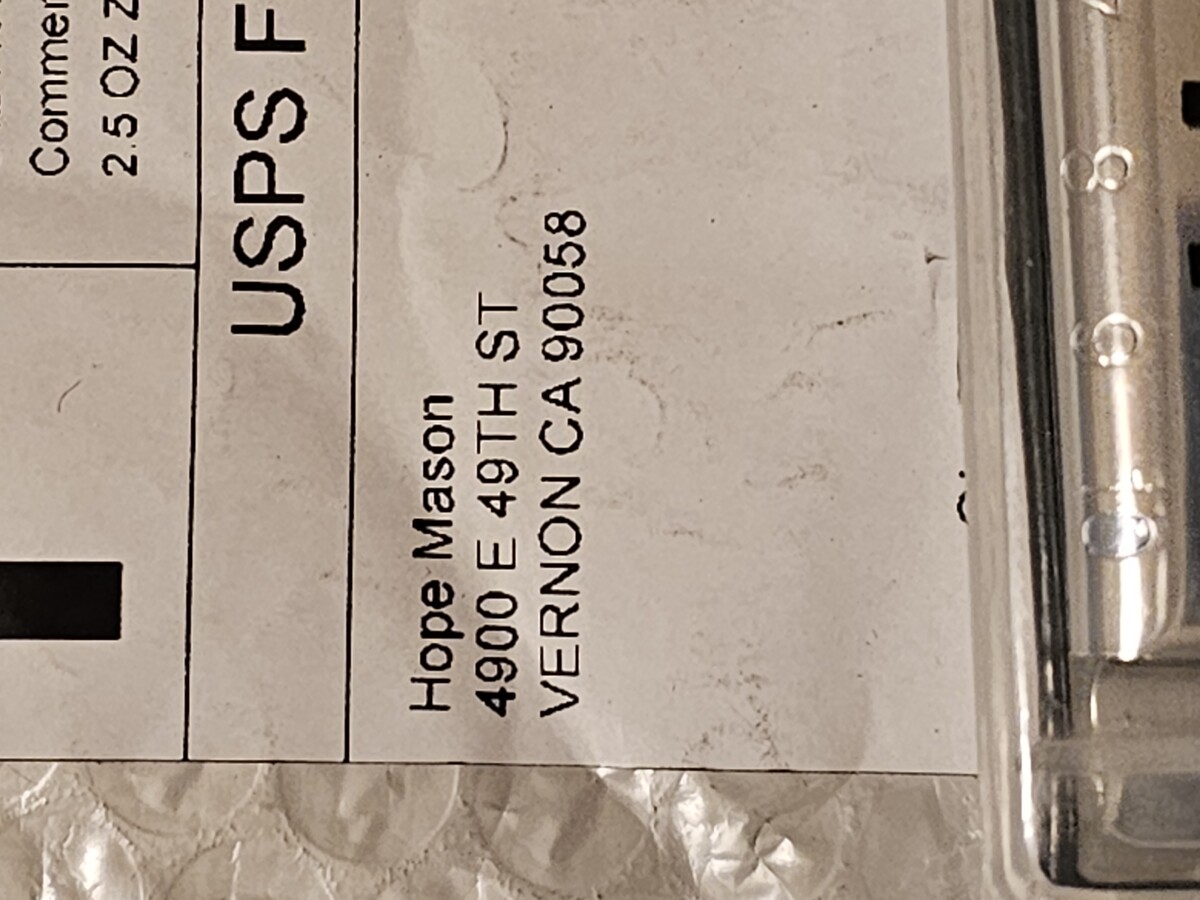 Commer
2.5 OZ Z
USPS F
Hope Mason
4900 E 49TH ST
VERNON CA 90058